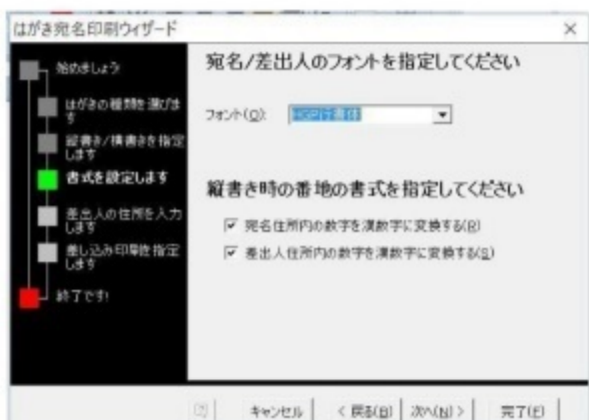 はがき宛名印刷ウィザード
始めましょう
はがきの種類を選びま
す
縦書き/横書きを指定
します
書式を設定します
差出人の住所を入力
します
差し込み印刷を指定
します
終了です!
宛名/差出人のフォントを指定してください
フォント(O):
縦書き時の番地の書式を指定してください
宛名住所内の数字を漢数字に変換する(R)
差出人住所内の数字を漢数字に変換する(S)
キャンセル
< 戻る(B)
次へ(N) >
完了(F)